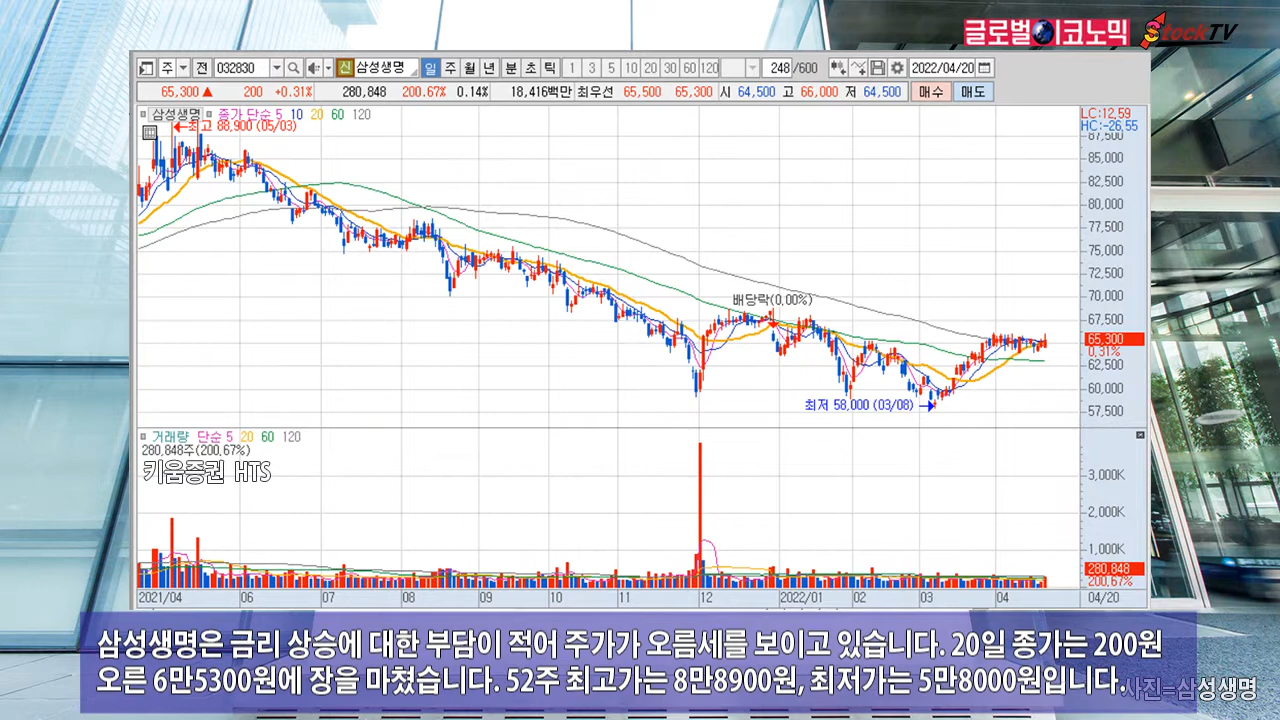 글로벌이코노믹 StockTV
주 전 032830 신 삼성생명 일 주 월 년 분 초 틱 1 3 5 10 20 30 60 120 248 /600 2022/04/20
65,300 ▲ 200 +0.31% 280,848 200.67% 0.14% 18,416백만 최우선 65,500 65,300 시 64,500 고 66,000 저 64,500 매수 매도
삼성생명 종가 단순 5 10 20 60 120
최고 88,900 (05/03)
LC:12,59
HC:-26,55
87,500
85,000
82,500
80,000
77,500
75,000
72,500
70,000
배당락(0.00%)
67,500
65,300
0,31%
62,500
60,000
최저 58,000 (03/08)
57,500
거래량 단순 5 20 60 120
280,848주(200.67%)
키움증권 HTS
3,000K
2,000K
1,000K
280,848
200,67%
2021/04 06 07 08 09 10 11 12 2022/01 02 03 04 04/20
삼성생명은 금리 상승에 대한 부담이 적어 주가가 오름세를 보이고 있습니다. 20일 종가는 200원
오른 6만5300원에 장을 마쳤습니다. 52주 최고가는 8만8900원, 최저가는 5만8000원입니다.
사진=삼성생명